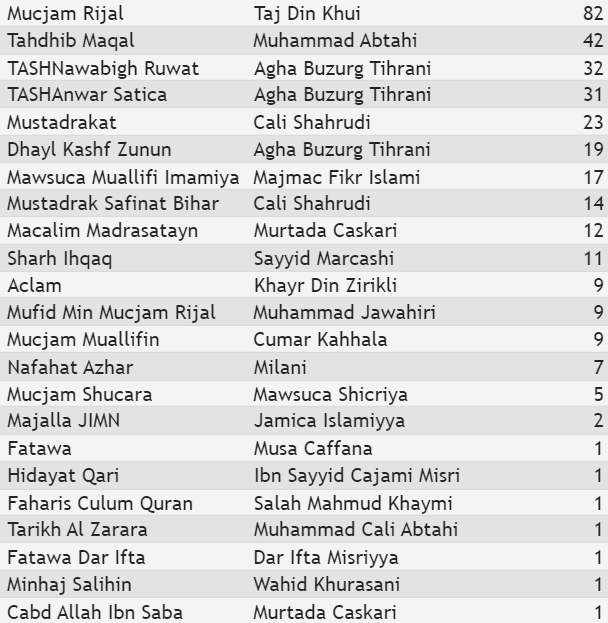 Mucjam Rijal Taj Din Khui 82
Tahdhib Maqal Muhammad Abtahi 42
TASHNawabigh Ruwat Agha Buzurg Tihrani 32
TASHAnwar Satica Agha Buzurg Tihrani 31
Mustadrakat Cali Shahrudi 23
Dhayl Kashf Zunun Agha Buzurg Tihrani 19
Mawsuca Muallifi Imamiya Majmac Fikr Islami 17
Mustadrak Safinat Bihar Cali Shahrudi 14
Macalim Madrasatayn Murtada Caskari 12
Sharh Ihqaq Sayyid Marcashi 11
Aclam Khayr Din Zirikli 9
Mufid Min Mucjam Rijal Muhammad Jawahiri 9
Mucjam Muallifin Cumar Kahhala 9
Nafahat Azhar Milani 7
Mucjam Shucara Mawsuca Shicriya 5
Majalla JIMN Jamica Islamiyya 2
Fatawa Musa Caffana 1
Hidayat Qari Ibn Sayyid Cajami Misri 1
Faharis Culum Quran Salah Mahmud Khaymi 1
Tarikh Al Zarara Muhammad Cali Abtahi 1
Fatawa Dar Ifta Dar Ifta Misriyya 1
Minhaj Salihin Wahid Khurasani 1
Cabd Allah Ibn Saba Murtada Caskari 1